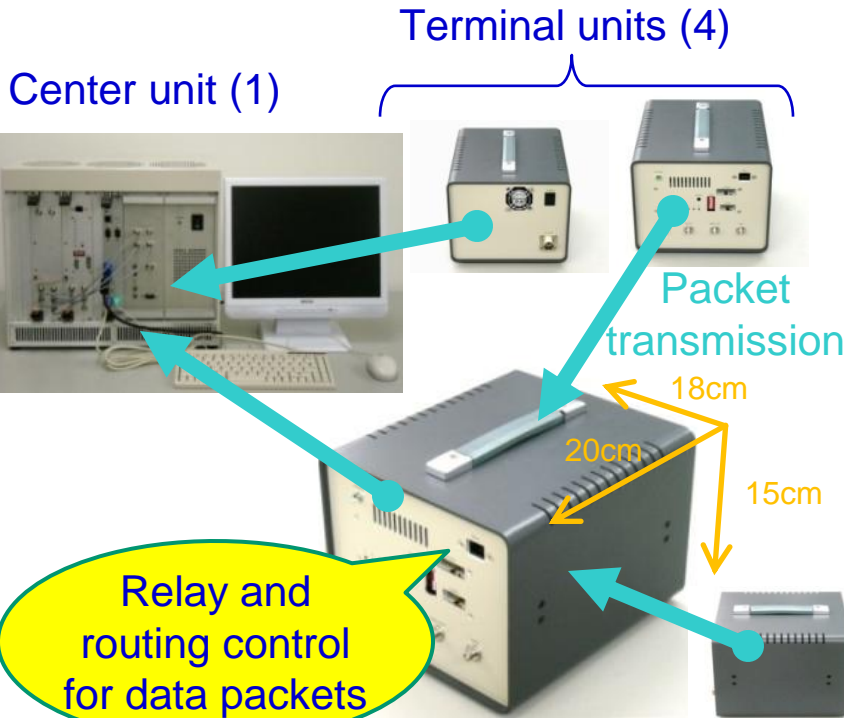 Terminal units (4)
Center unit (1)
Packet
transmission
18cm
20cm
15cm
Relay and
routing control
for data packets